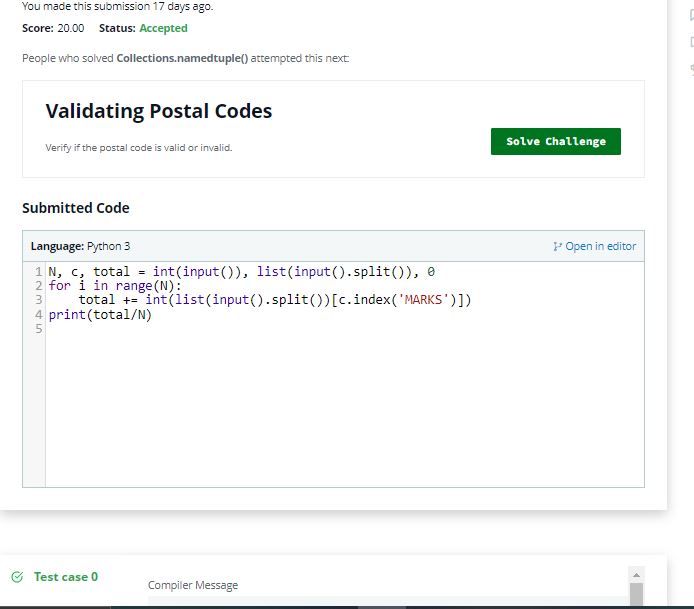 You made this submission 17 days ago.
Score: 20.00 Status: Accepted
People who solved Collections.namedtuple() attempted this next:
Validating Postal Codes
Verify if the postal code is valid or invalid.
Solve Challenge
Submitted Code
Language: Python 3
Open in editor
1 N, c, total = int(input()), list(input().split()), 0
2 for i in range(N):
3     total += int(list(input().split())[c.index('MARKS')])
4 print(total/N)
5
Test case 0
Compiler Message